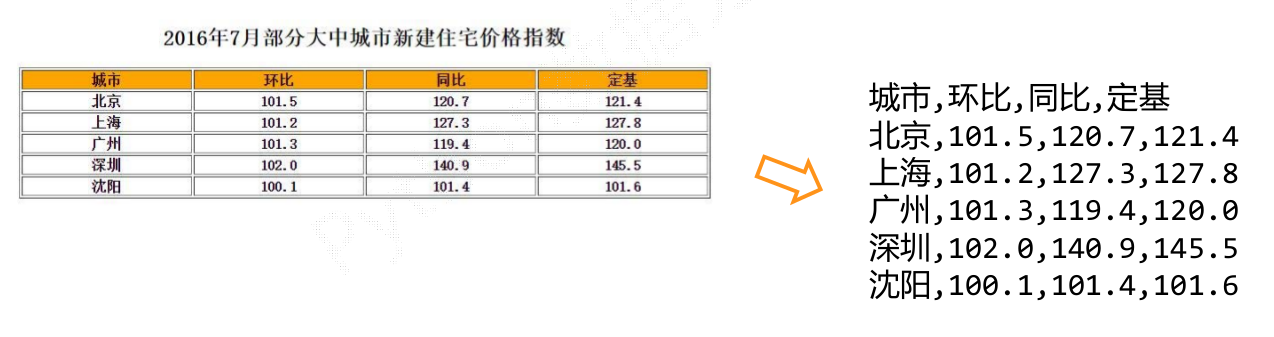 2016年7月部分大中城市新建住宅价格指数
城市 环比 同比 定基
北京 101.5 120.7 121.4
上海 101.2 127.3 127.8
广州 101.3 119.4 120.0
深圳 102.0 140.9 145.5
沈阳 100.1 101.4 101.6
城市,环比,同比,定基
北京,101.5,120.7,121.4
上海,101.2,127.3,127.8
广州,101.3,119.4,120.0
深圳,102.0,140.9,145.5
沈阳,100.1,101.4,101.6